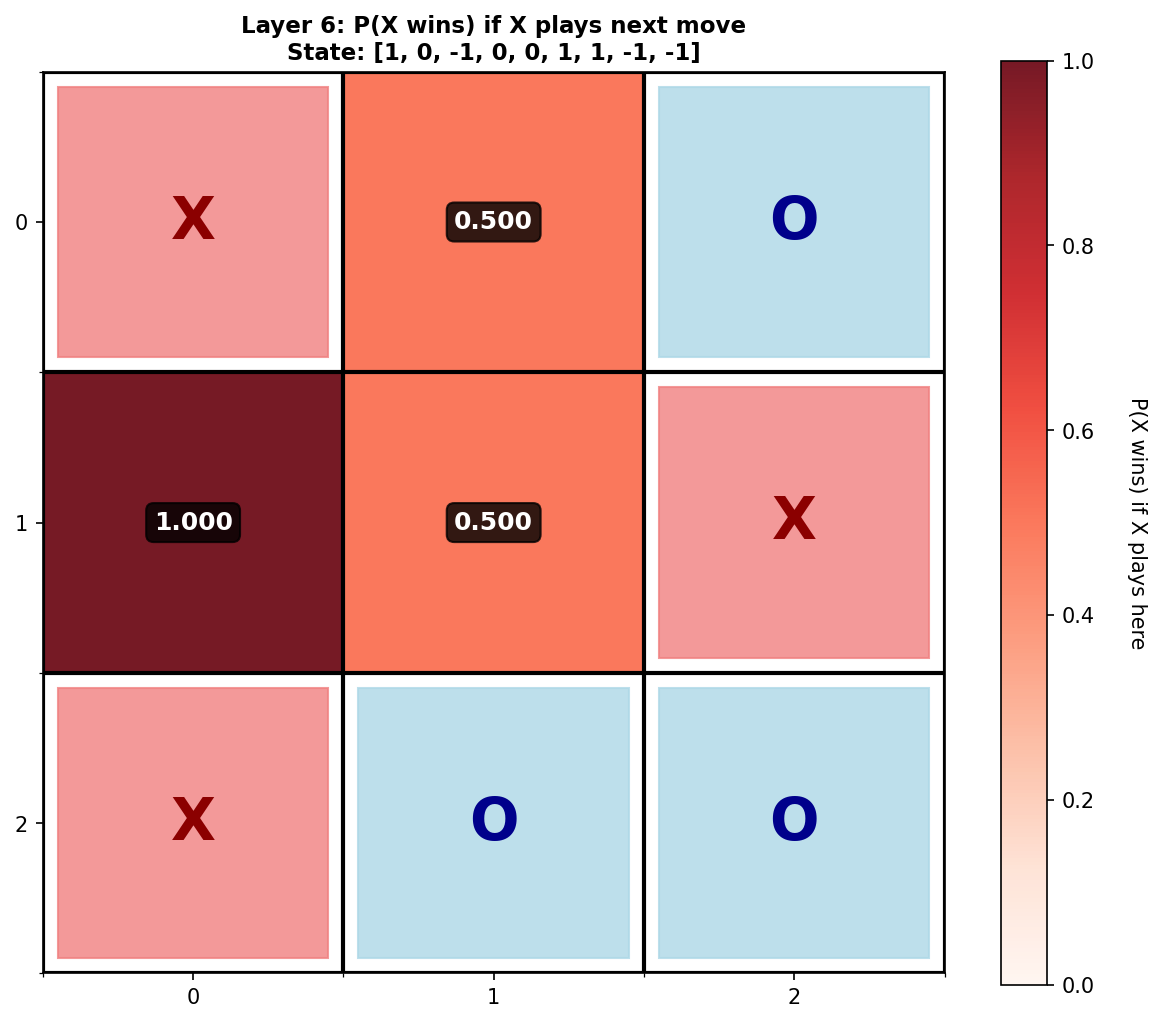 Layer 6: P(X wins) if X plays next move
State: [1, 0, -1, 0, 0, 1, 1, -1, -1]
0
X
0.500
O
1
1.000
0.500
X
2
X
O
O
0
1
2
1.0
0.8
0.6
0.4
0.2
0.0
P(X wins) if X plays here